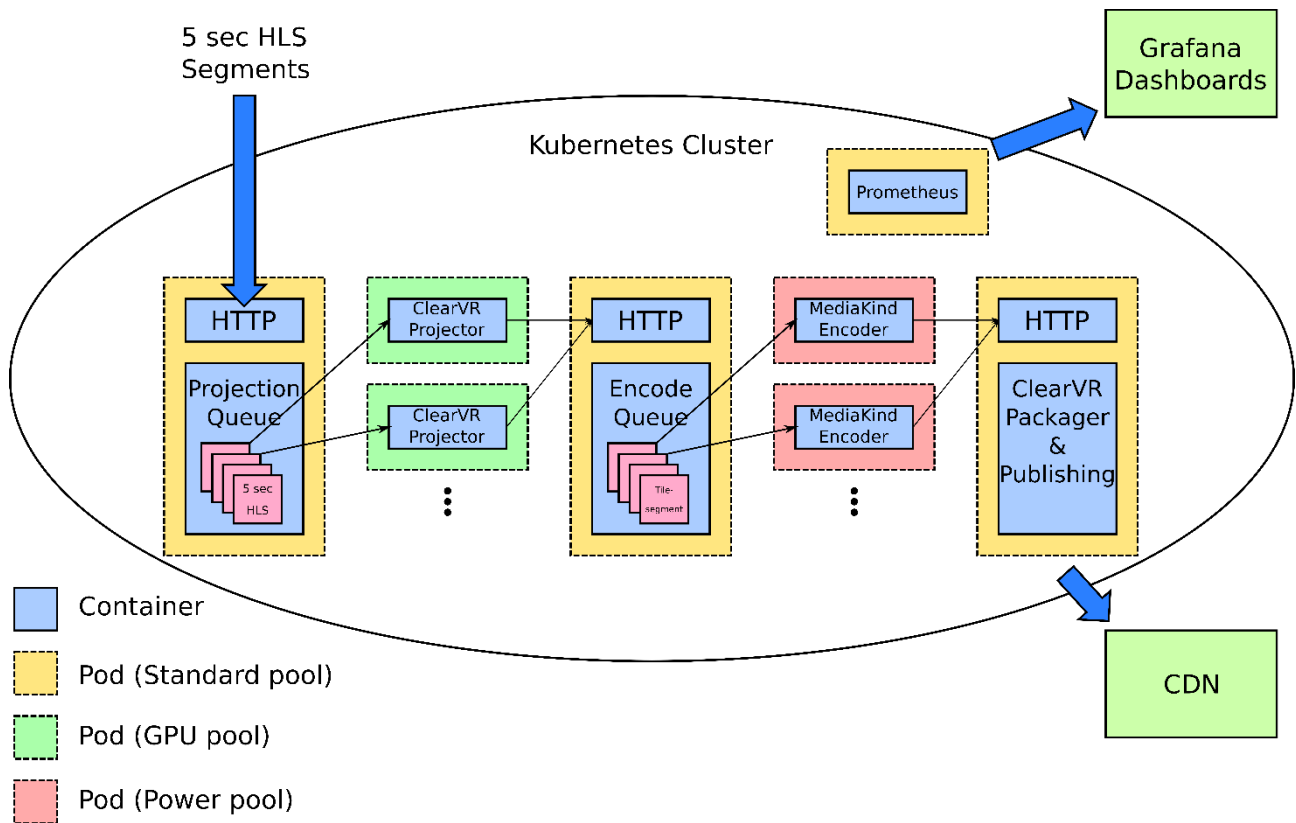 5 sec HLS
Segments
Grafana
Dashboards
Kubernetes Cluster
Prometheus
HTTP
Projection
Queue
5 sec
HLS
ClearVR
Projector
ClearVR
Projector
HTTP
Encode
Queue
Tile-
segment
MediaKind
Encoder
MediaKind
Encoder
HTTP
ClearVR
Packager
&
Publishing
Container
Pod (Standard pool)
Pod (GPU pool)
Pod (Power pool)
CDN